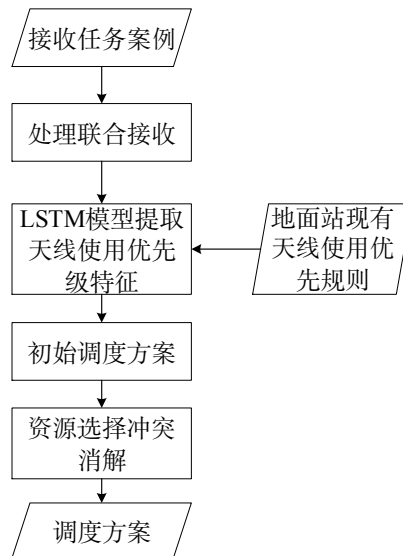 接收任务案例
处理联合接收
LSTM模型提取
天线使用优先
级特征
地面站现有
天线使用优
先规则
初始调度方案
资源选择冲突
消解
调度方案